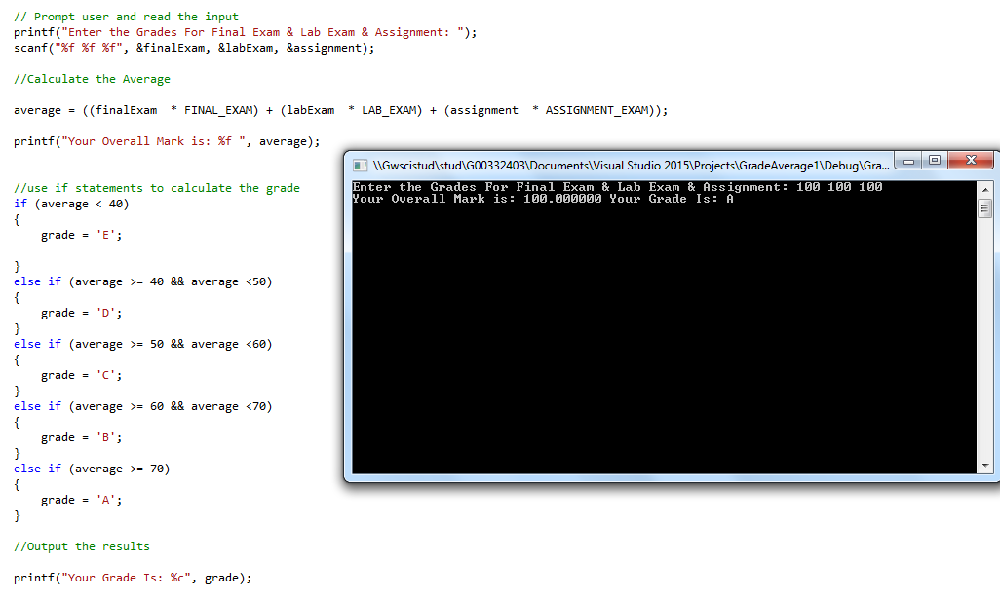 // Prompt user and read the input
printf("Enter the Grades For Final Exam & Lab Exam & Assignment: ");
scanf("%f %f %f", &finalExam, &labExam, &assignment);
//Calculate the Average
average = ((finalExam  * FINAL_EXAM) + (labExam  * LAB_EXAM) + (assignment  * ASSIGNMENT_EXAM));
printf("Your Overall Mark is: %f ", average);
//use if statements to calculate the grade
if (average < 40)
{
    grade = 'E';
}
else if (average >= 40 && average <50)
{
    grade = 'D';
}
else if (average >= 50 && average <60)
{
    grade = 'C';
}
else if (average >= 60 && average <70)
{
    grade = 'B';
}
else if (average >= 70)
{
    grade = 'A';
}
//Output the results
printf("Your Grade Is: %c", grade);
\\Gwscistud\stud\G00332403\Documents\Visual Studio 2015\Projects\GradeAverage1\Debug\Gra...
Enter the Grades For Final Exam & Lab Exam & Assignment: 100 100 100
Your Overall Mark is: 100.000000 Your Grade Is: A